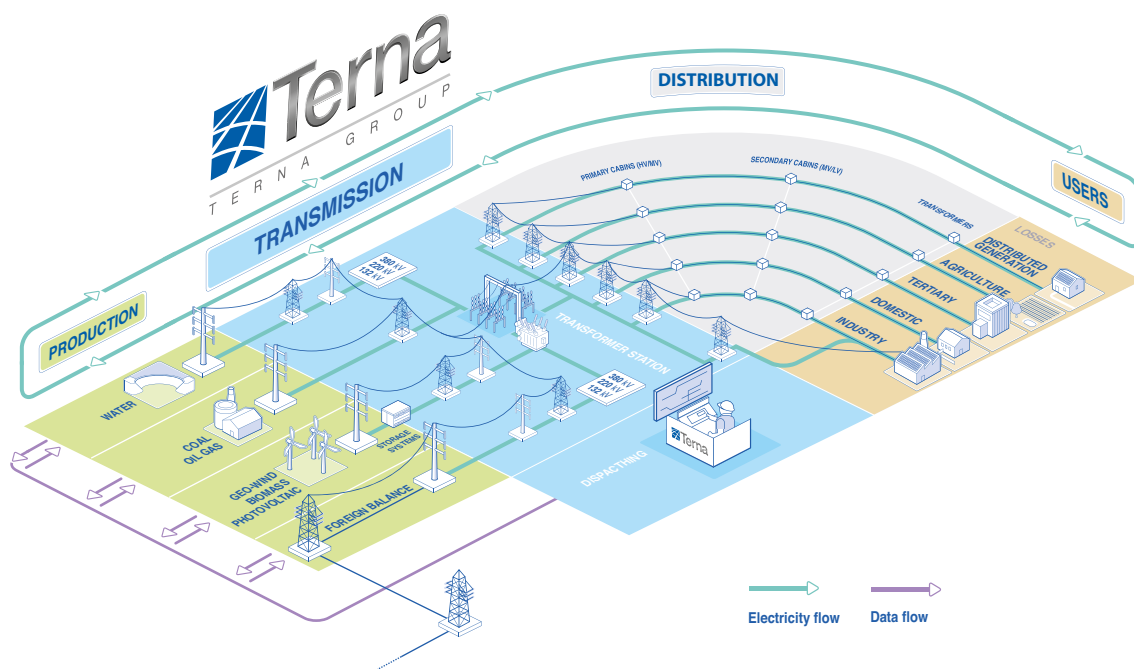 Terna
TERNA GROUP
DISTRIBUTION
TRANSMISSION
USERS
PRODUCTION
PRIMARY CABINS (HV/MV)
SECONDARY CABINS (MV/LV)
TRANSFORMERS
LOSSES
DISTRIBUTED
GENERATION
AGRICULTURE
TERTIARY
DOMESTIC
INDUSTRY
380 kV
220 kV
132 kV
TRANSFORMER STATION
380 kV
220 kV
132 kV
WATER
COAL
OIL GAS
STORAGE
SYSTEMS
GEO-WIND
BIOMASS
PHOTOVOLTAIC
FOREIGN BALANCE
DISPACTHING
Terna
Electricity flow
Data flow